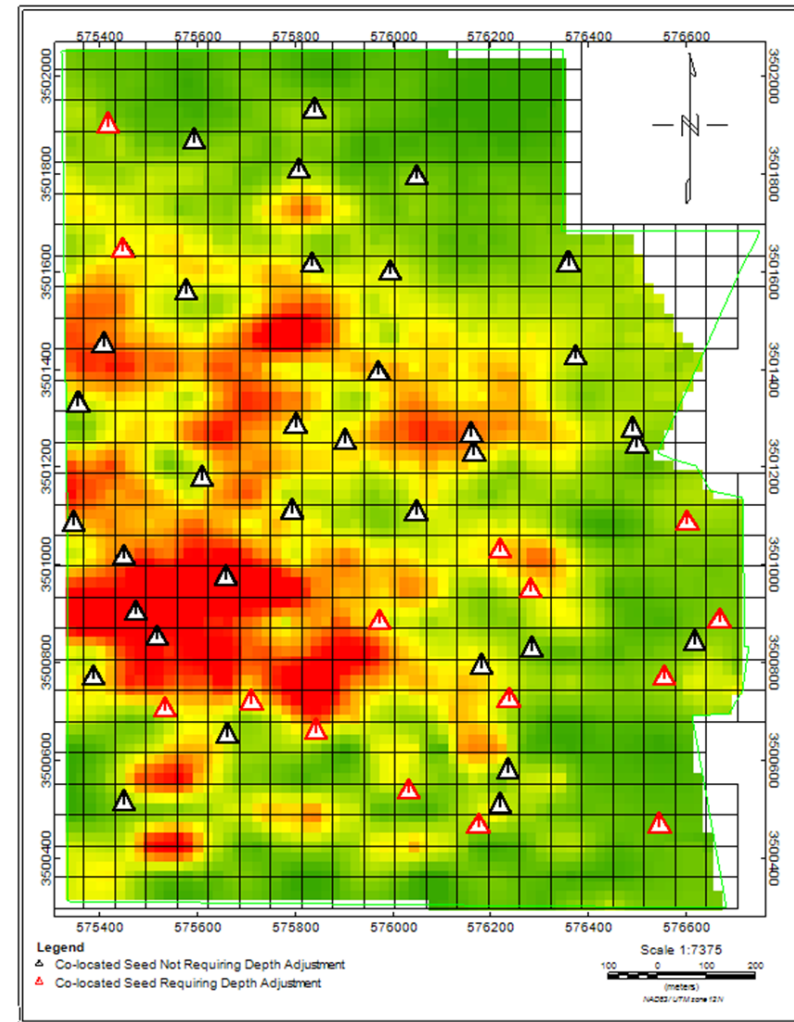 575400 575600 575800 576000 576200 576400 576600
3502000 3502000
N
3501800 3501800
3501600 3501600
3501400 3501400
3501200 3501200
3501000 3501000
3500800 3500800
3500600 3500600
3500400 3500400
575400 575600 575800 576000 576200 576400 576600
Legend
Co-located Seed Not Requiring Depth Adjustment
Co-located Seed Requiring Depth Adjustment
Scale 1:7375
100 0 100 200
(meters)
NAD83 / UTM zone 12N